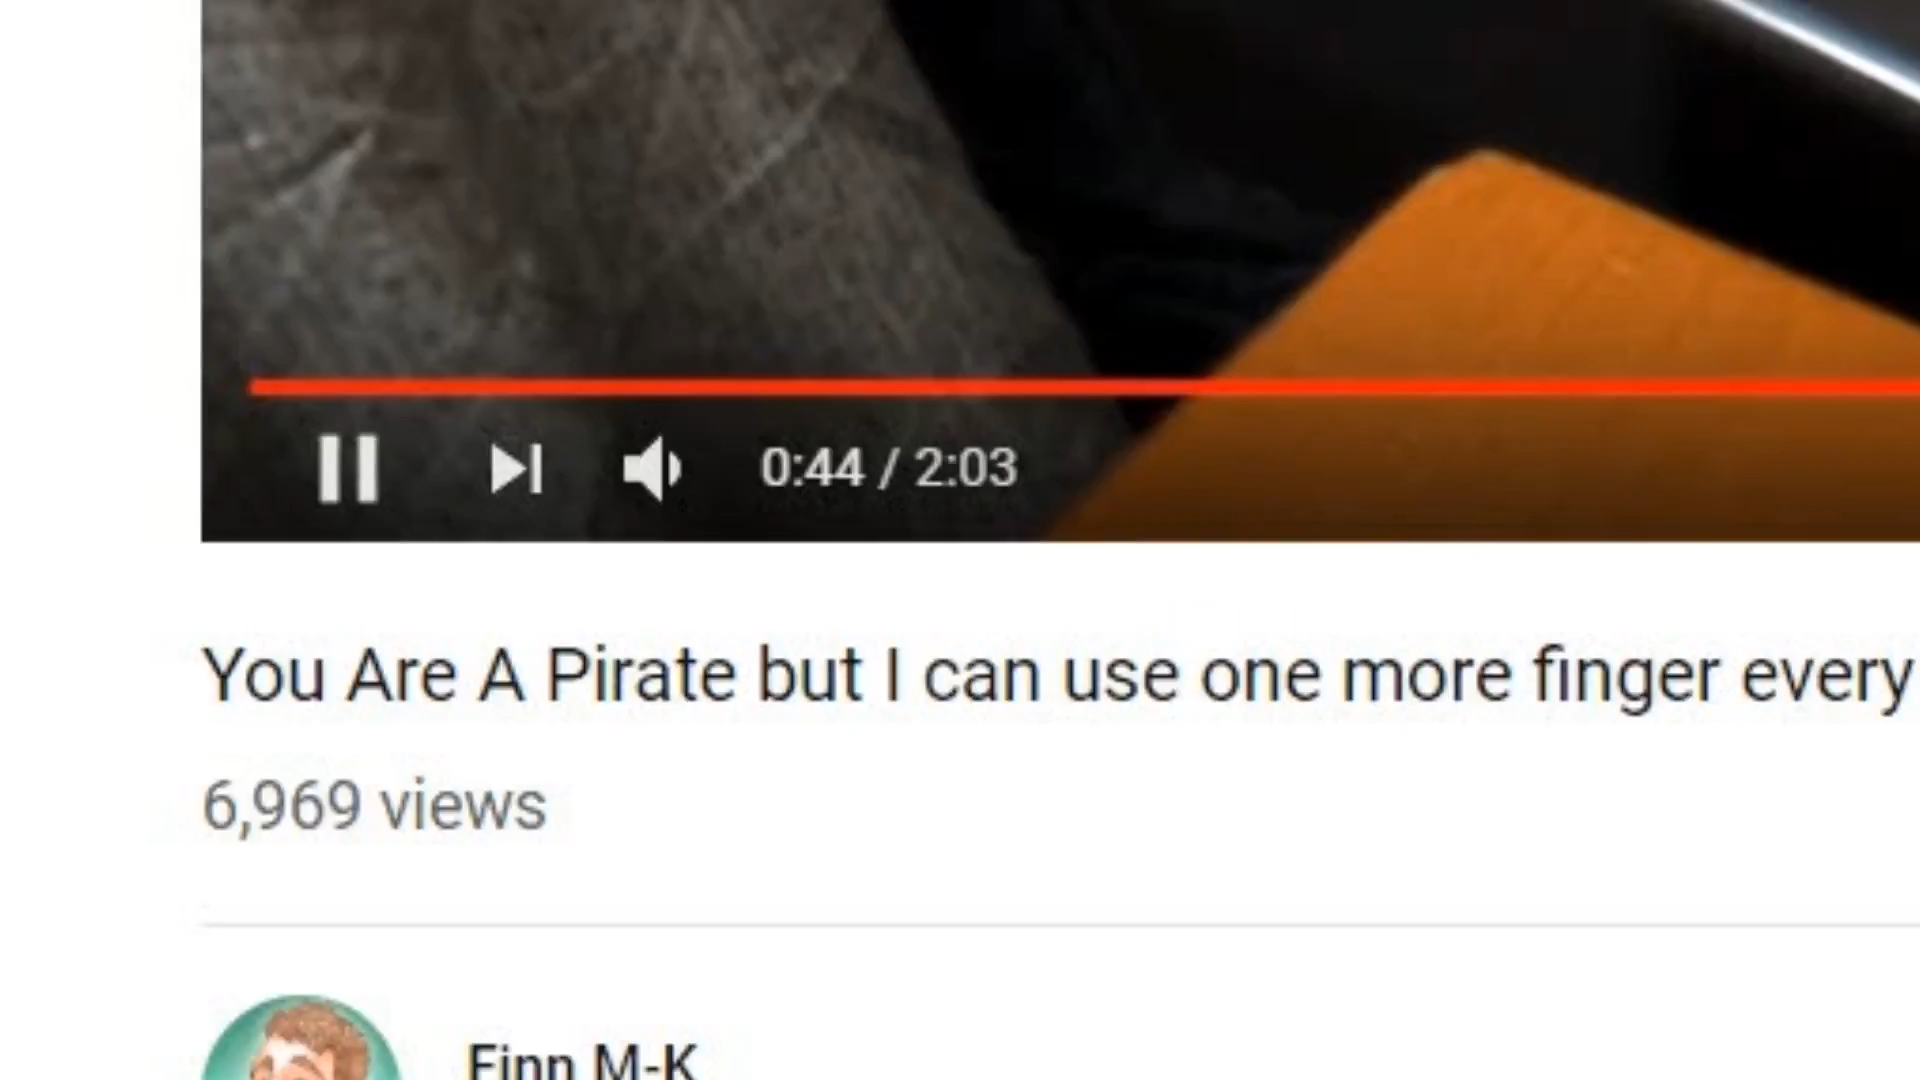 0:44 / 2:03
You Are A Pirate but I can use one more finger every
6,969 views
Finn M-K